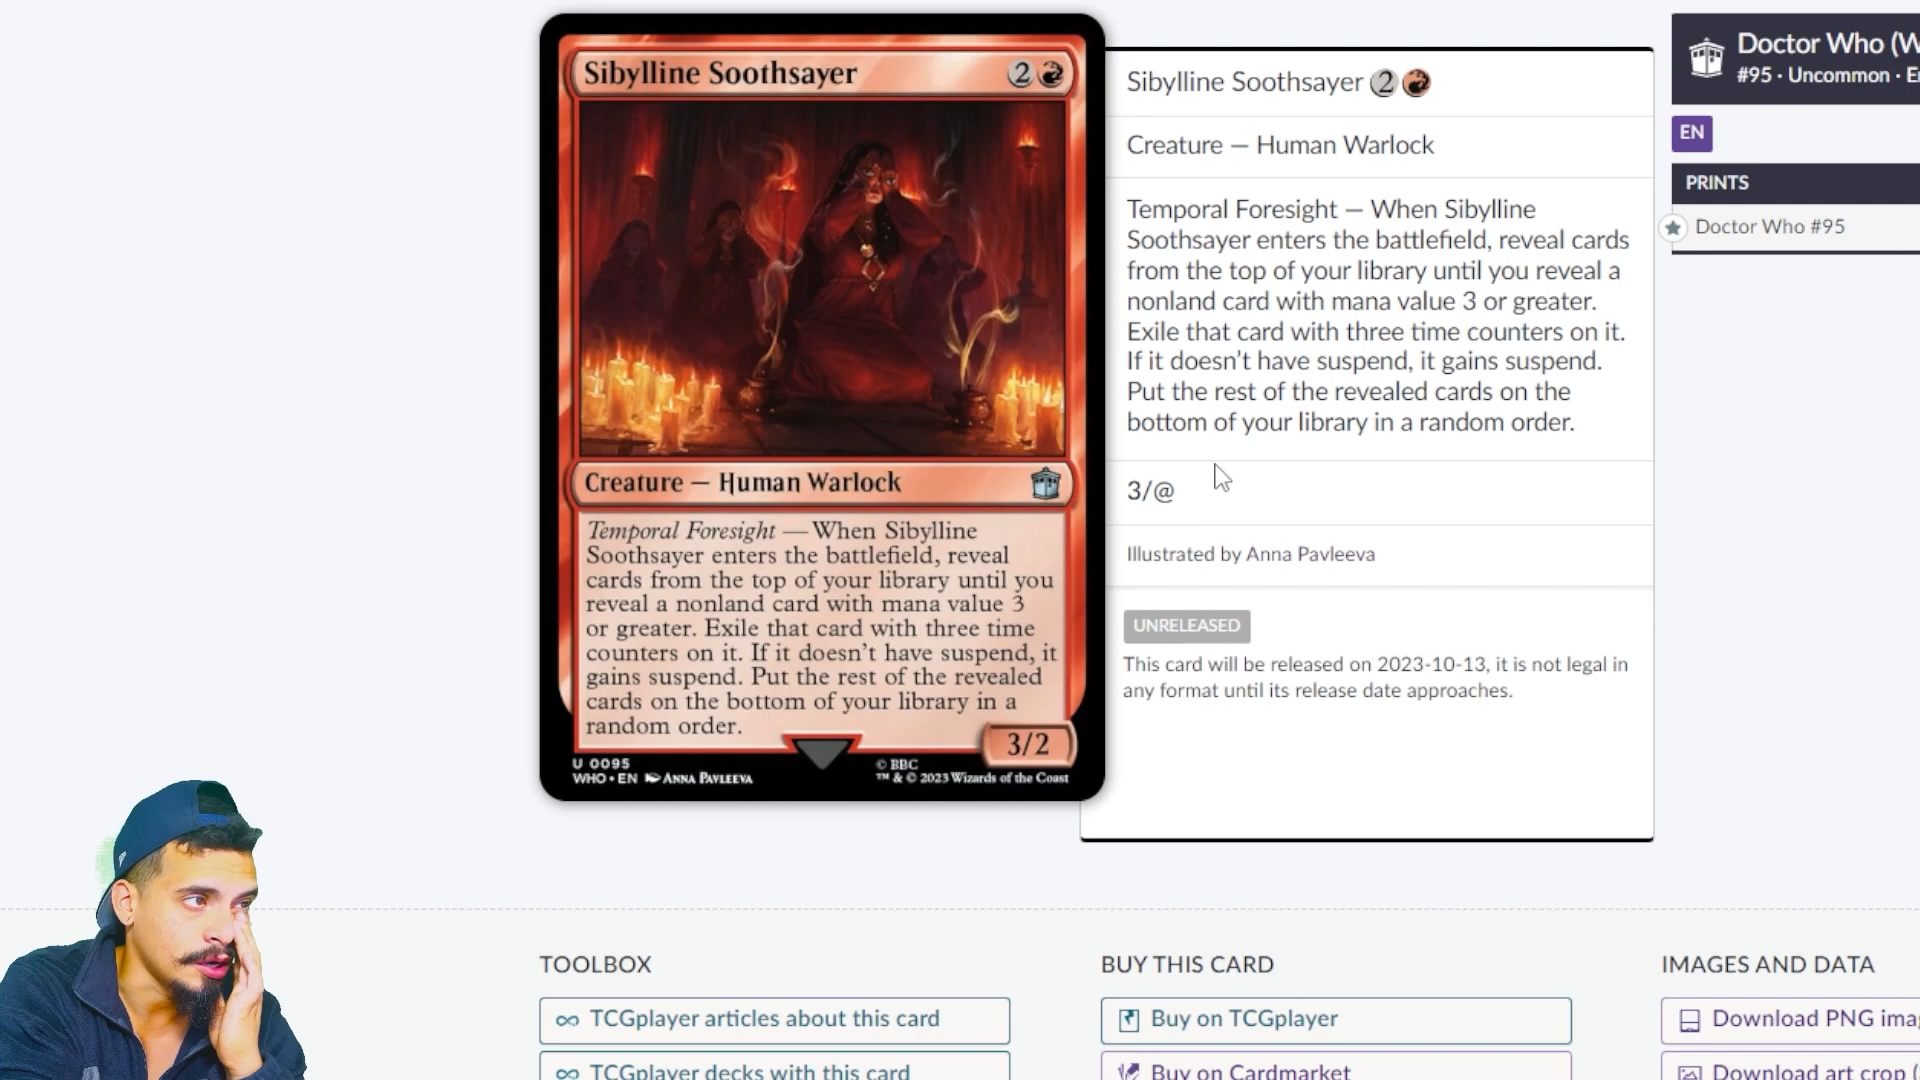 Sibylline Soothsayer 2
Creature — Human Warlock
Temporal Foresight — When Sibylline
Soothsayer enters the battlefield, reveal
cards from the top of your library until you
reveal a nonland card with mana value 3
or greater. Exile that card with three time
counters on it. If it doesn't have suspend, it
gains suspend. Put the rest of the revealed
cards on the bottom of your library in a
random order.
3/2
U 0095
WHO • EN ANNA PAVLEEVA
© BBC
™ & © 2023 Wizards of the Coast
Sibylline Soothsayer 2
Creature — Human Warlock
Temporal Foresight — When Sibylline
Soothsayer enters the battlefield, reveal cards
from the top of your library until you reveal a
nonland card with mana value 3 or greater.
Exile that card with three time counters on it.
If it doesn't have suspend, it gains suspend.
Put the rest of the revealed cards on the
bottom of your library in a random order.
3/@
Illustrated by Anna Pavleeva
UNRELEASED
This card will be released on 2023-10-13, it is not legal in
any format until its release date approaches.
Doctor Who (W
#95 · Uncommon · E
EN
PRINTS
Doctor Who #95
TOOLBOX
TCGplayer articles about this card
TCGplayer decks with this card
BUY THIS CARD
Buy on TCGplayer
Buy on Cardmarket
IMAGES AND DATA
Download PNG ima
Download art crop (